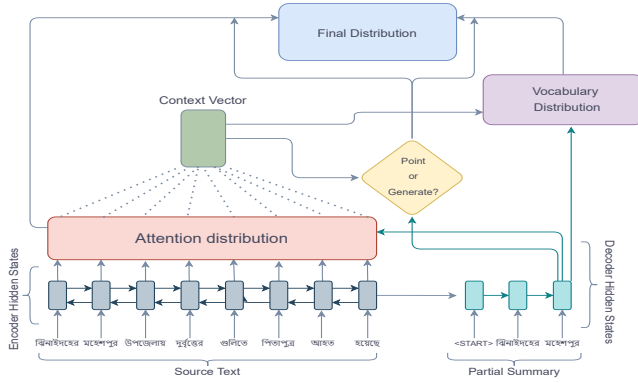 Final Distribution
Vocabulary
Distribution
Context Vector
Point
or
Generate?
Attention distribution
Encoder Hidden States
Decoder Hidden States
ঝিনাইদহের মহেশপুর উপজেলায় দুর্বৃত্তের গুলিতে পিতাপুত্র আহত হয়েছে <START> ঝিনাইদহের মহেশপুর
Source Text Partial Summary